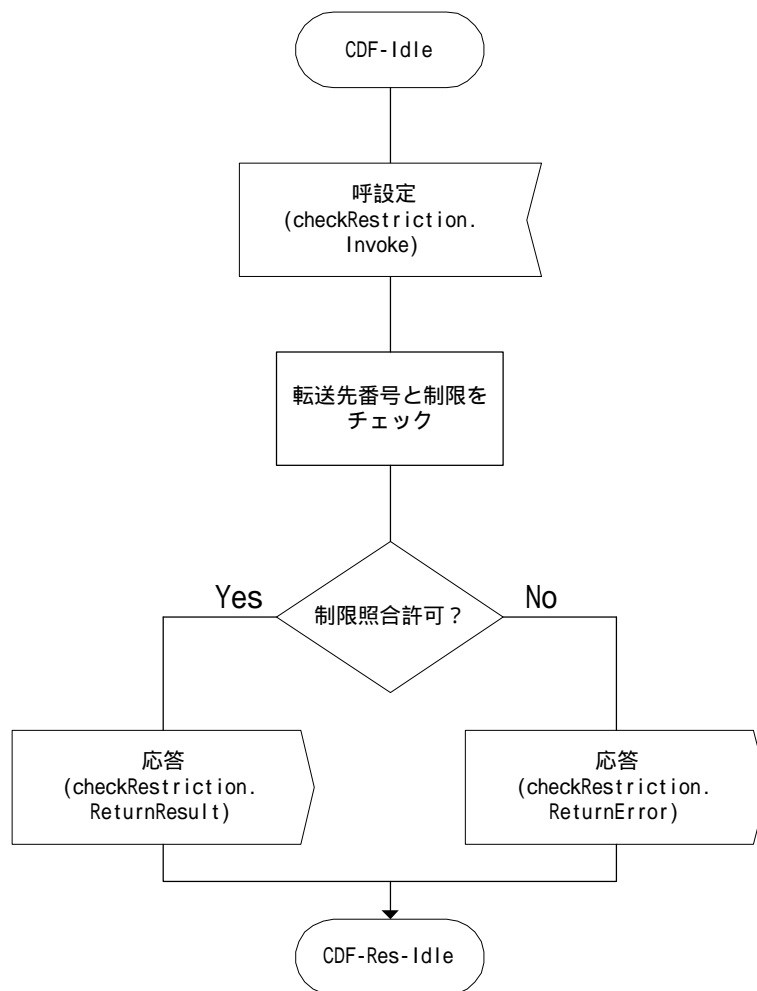 CDF-Idle
呼設定
(checkRestriction.
Invoke)
転送先番号と制限を
チェック
制限照合許可？
Yes
No
応答
(checkRestriction.
ReturnResult)
応答
(checkRestriction.
ReturnError)
CDF-Res-Idle